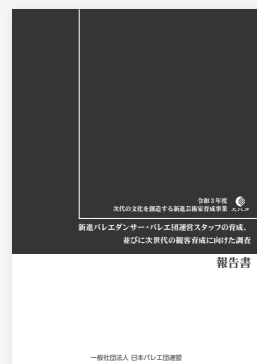 令和3年度
次代の文化を創造する新進芸術家育成事業
新進バレエダンサー・バレエ団運営スタッフの育成、
並びに次世代の観客育成に向けた調査
報告書
一般社団法人 日本バレエ団連盟